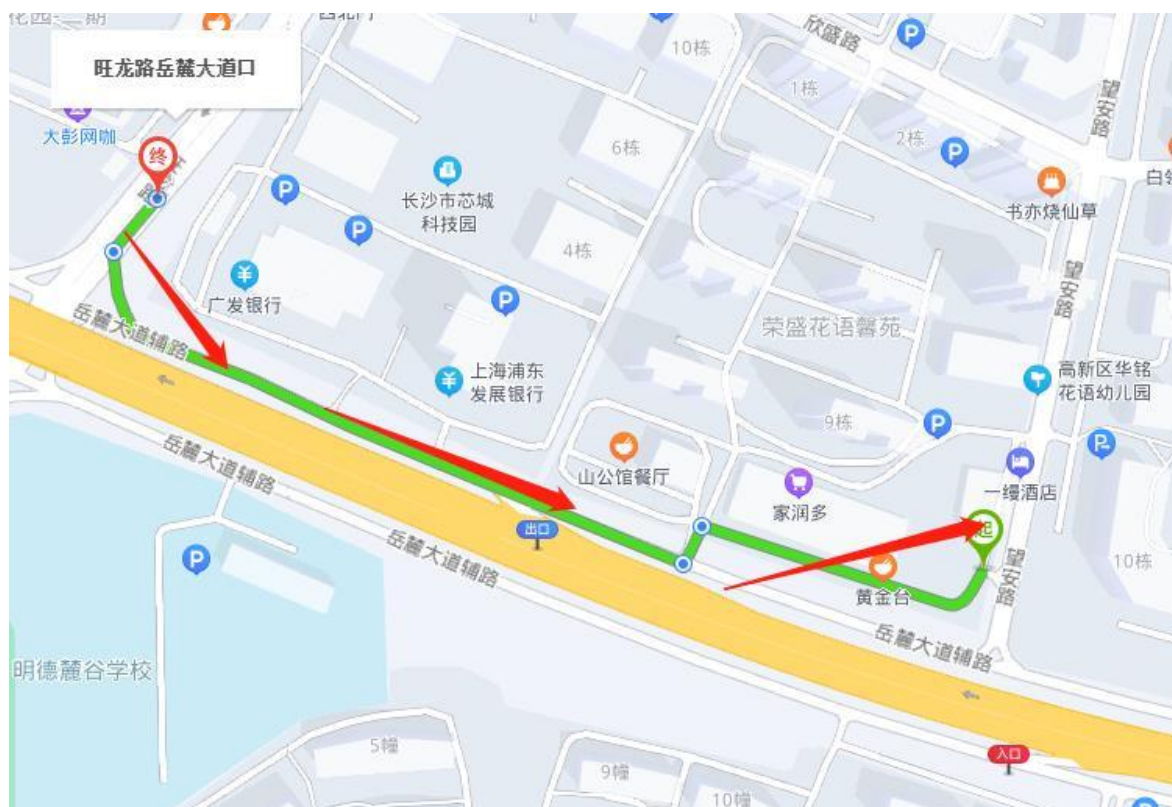 花园-二期
10栋
欣盛路
P
旺龙路岳麓大道口
望安路
1栋
大彭网咖
终
6栋
2栋
P
P
长沙市芯城
科技园
书亦烧仙草
P
4栋
望安路
广发银行
P
荣盛花语馨苑
岳麓大道辅路
上海浦东
发展银行
高新区华铭
花语幼儿园
9栋
P
P
岳麓大道辅路
山公馆餐厅
家润多
一缦酒店
出口
起
P
岳麓大道辅路
黄金台
望安路
10栋
岳麓大道辅路
明德麓谷学校
5幢
入口
9幢
10幢
P